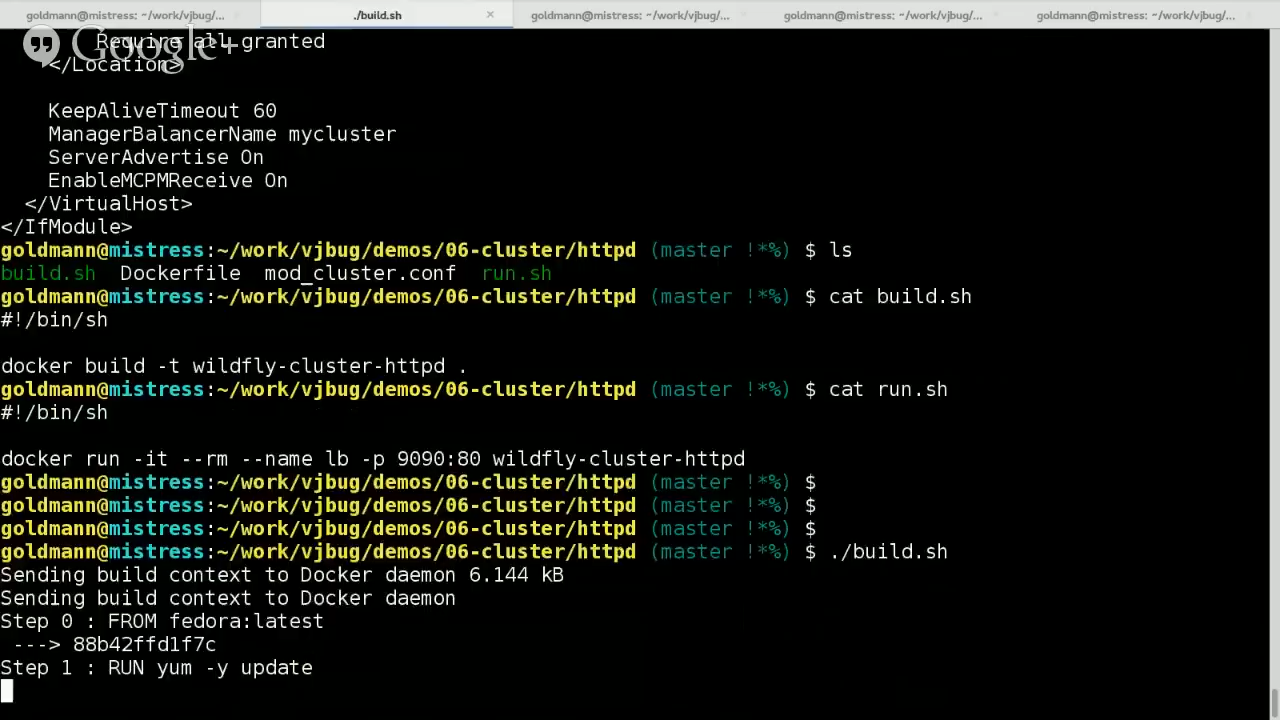 goldmann@mistress: ~/work/vjbug/... ./build.sh × goldmann@mistress: ~/work/vjbug/... goldmann@mistress: ~/work/vjbug/... goldmann@mistress: ~/work/vjbug/...
Google+
Require all granted
</Location>
KeepAliveTimeout 60
ManagerBalancerName mycluster
ServerAdvertise On
EnableMCPMReceive On
</VirtualHost>
</IfModule>
goldmann@mistress:~/work/vjbug/demos/06-cluster/httpd (master !*%) $ ls
build.sh Dockerfile mod_cluster.conf run.sh
goldmann@mistress:~/work/vjbug/demos/06-cluster/httpd (master !*%) $ cat build.sh
#!/bin/sh
docker build -t wildfly-cluster-httpd .
goldmann@mistress:~/work/vjbug/demos/06-cluster/httpd (master !*%) $ cat run.sh
#!/bin/sh
docker run -it --rm --name lb -p 9090:80 wildfly-cluster-httpd
goldmann@mistress:~/work/vjbug/demos/06-cluster/httpd (master !*%) $
goldmann@mistress:~/work/vjbug/demos/06-cluster/httpd (master !*%) $
goldmann@mistress:~/work/vjbug/demos/06-cluster/httpd (master !*%) $
goldmann@mistress:~/work/vjbug/demos/06-cluster/httpd (master !*%) $ ./build.sh
Sending build context to Docker daemon 6.144 kB
Sending build context to Docker daemon
Step 0 : FROM fedora:latest
---> 88b42ffd1f7c
Step 1 : RUN yum -y update